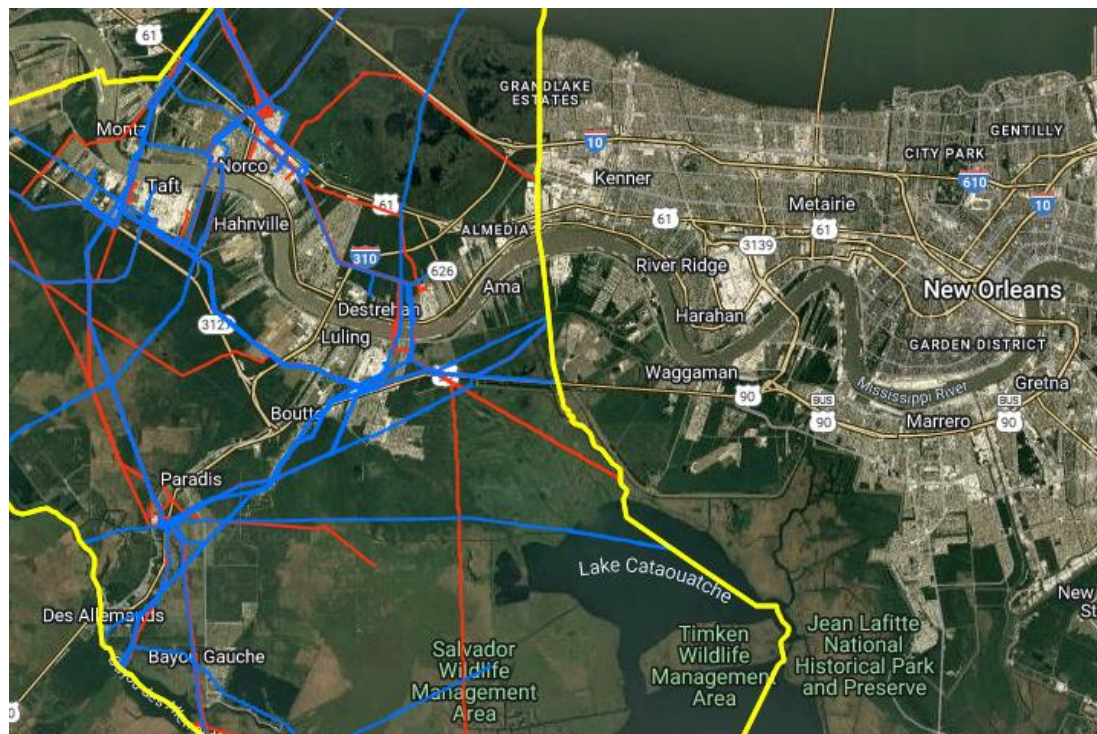 61
GRANDLAKE
ESTATES
Montz
GENTILLY
10
CITY PARK
Norco
Kenner
610
Taft
10
Metairie
61
61
Hahnville
ALMEDIA
61
3139
310
626
River Ridge
Ama
New Orleans
Destrehan
Harahan
3127
Luling
GARDEN DISTRICT
Waggaman
Mississippi River
Gretna
90
BUS
90
BUS
90
Boutte
Marrero
Paradis
Lake Cataouatche
Des Allemands
New
St
Jean Lafitte
National
Historical Park
and Preserve
Timken
Wildlife
Management
Area
Salvador
Wildlife
Management
Area
Bayou Gauche